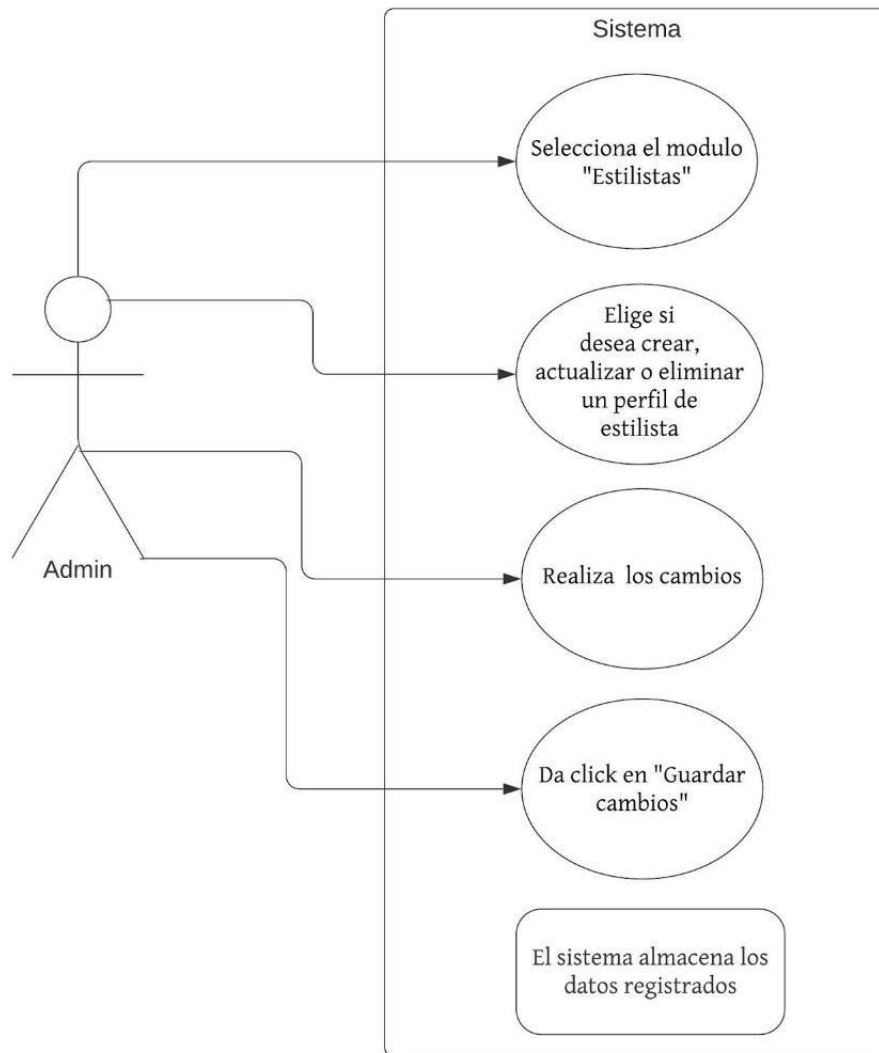 Sistema
Selecciona el modulo
"Estilistas"
Elige si
desea crear,
actualizar o eliminar
un perfil de
estilista
Admin
Realiza los cambios
Da click en "Guardar
cambios"
El sistema almacena los
datos registrados